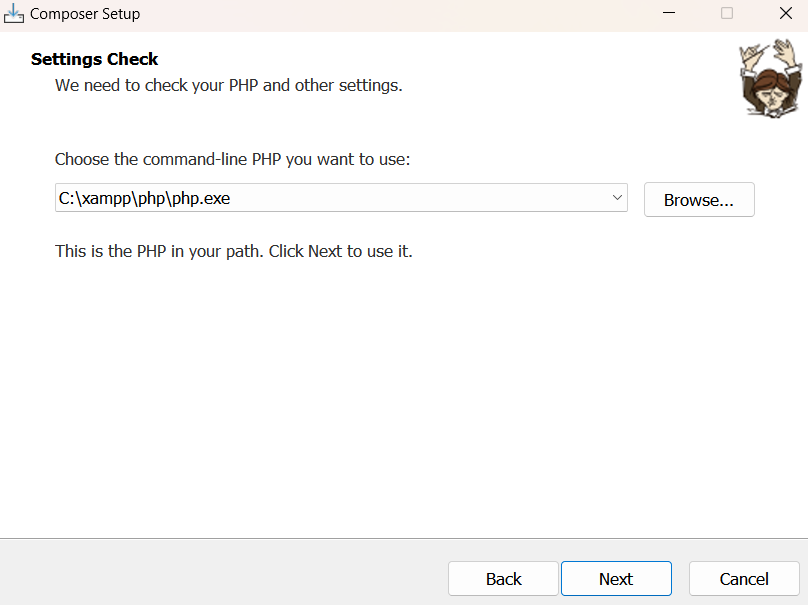 Composer Setup
Settings Check
We need to check your PHP and other settings.
Choose the command-line PHP you want to use:
C:\xampp\php\php.exe
Browse...
This is the PHP in your path. Click Next to use it.
Back
Next
Cancel